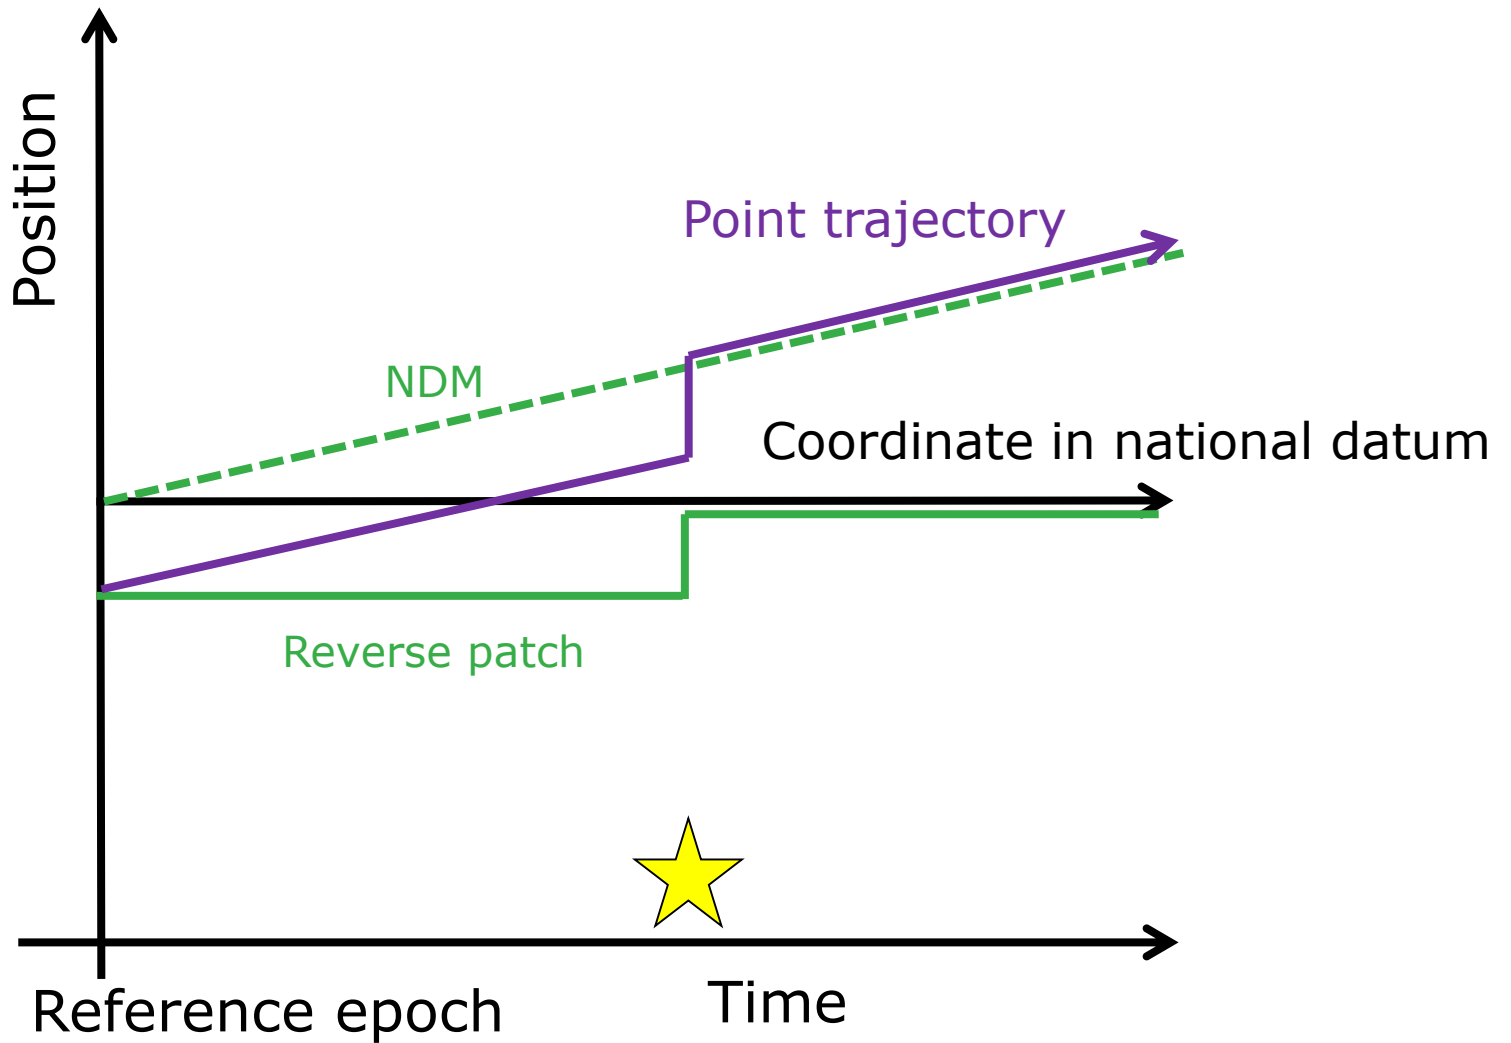 Position
Point trajectory
NDM
Coordinate in national datum
Reverse patch
Reference epoch
Time